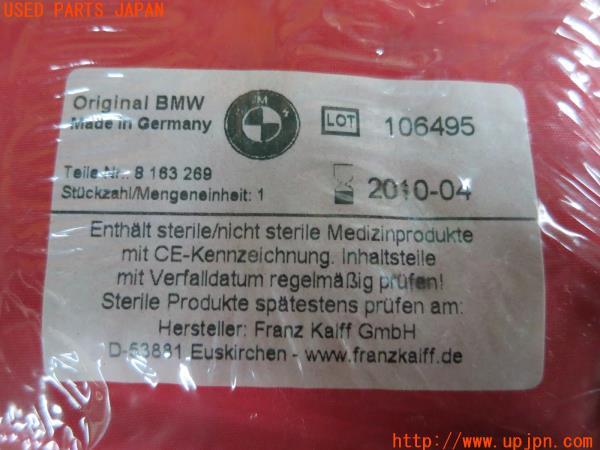 USED PARTS JAPAN
Original BMW
Made in Germany
LOT 106495
Teile-Nr.: 8 163 269
Stückzahl/Mengeneinheit: 1
2010-04
Enthält sterile/nicht sterile Medizinprodukte
mit CE-Kennzeichnung. Inhaltsteile
mit Verfalldatum regelmäßig prüfen!
Sterile Produkte spätestens prüfen am:
Hersteller: Franz Kalff GmbH
D-53881 Euskirchen - www.franzkalff.de
http://www.upjpn.com/